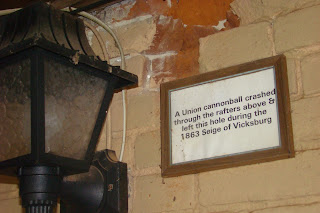 A Union cannonball crashed
through the rafters above &
left this hole during the
1863 Seige of Vicksburg